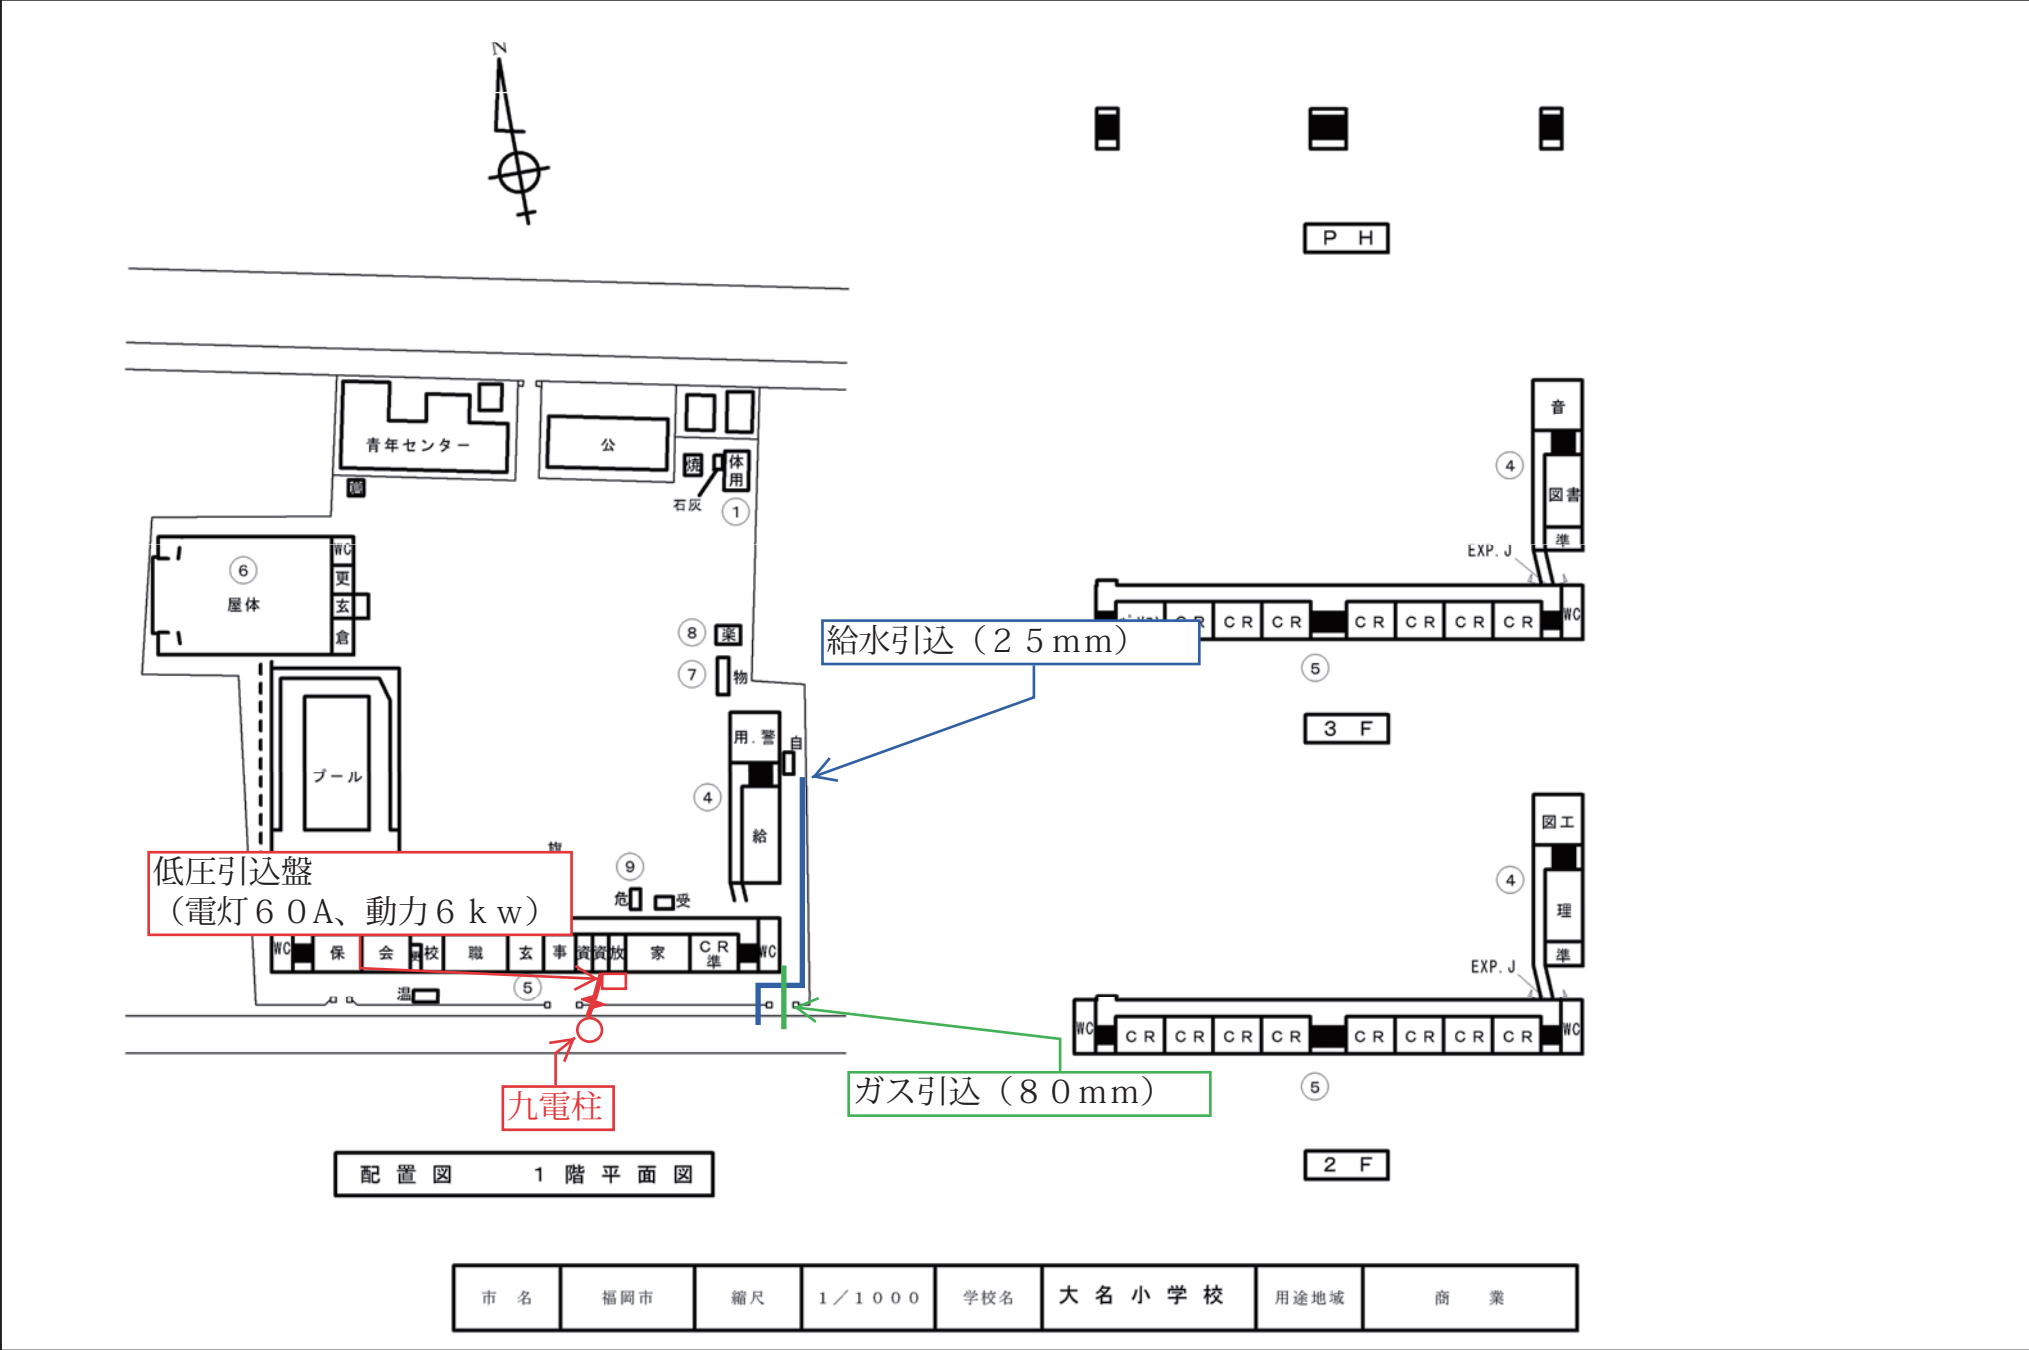 N
P H
青年センター
公
焼
体用
石灰
1
音
4
図書
準
EXP.J
6
屋体
WC
更
玄
倉
8
薬
7
物
CR
CR
CR
CR
CR
CR
CR
CR
WC
5
3 F
給水引込(25mm)
プール
用.警
自
4
給
図工
4
理
準
EXP.J
低圧引込盤
(電灯60A、動力6kw)
9
危
受
WC
保
会
校
職
玄
事
資
資
放
家
CR準
WC
温
5
WC
CR
CR
CR
CR
CR
CR
CR
CR
WC
5
九電柱
ガス引込(80mm)
2 F
配置図 1階平面図
市名 福岡市 縮尺 1/1000 学校名 大名小学校 用途地域 商業